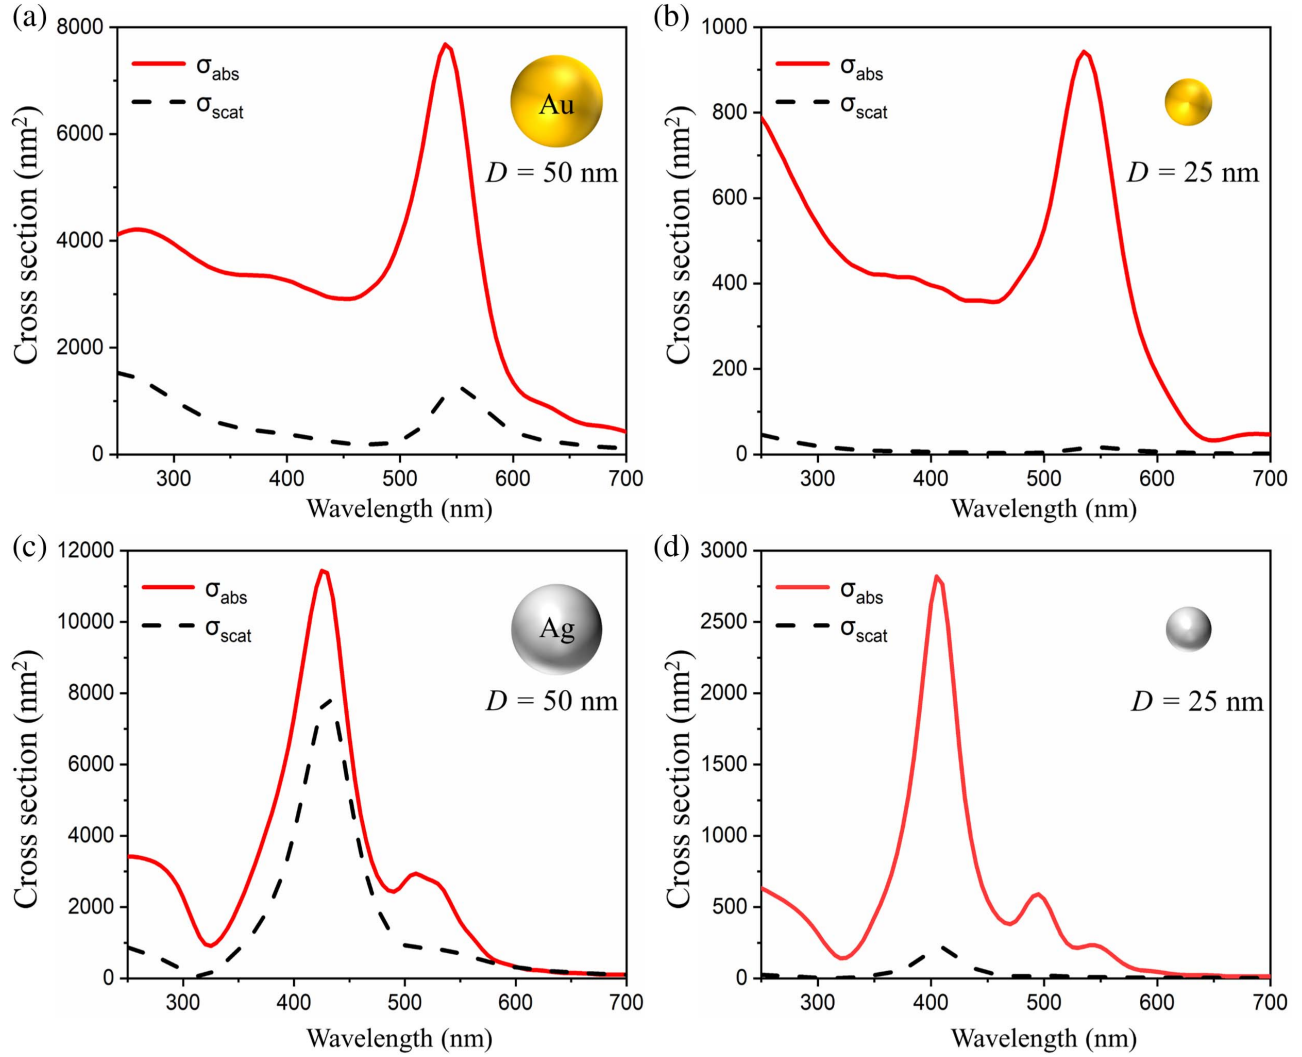 (a)
8000
6000
4000
2000
0
Cross section (nm²)
σabs
σscat
Au
D = 50 nm
300 400 500 600 700
Wavelength (nm)
(b)
1000
800
600
400
200
0
Cross section (nm²)
σabs
σscat
D = 25 nm
300 400 500 600 700
Wavelength (nm)
(c)
12000
10000
8000
6000
4000
2000
0
Cross section (nm²)
σabs
σscat
Ag
D = 50 nm
300 400 500 600 700
Wavelength (nm)
(d)
3000
2500
2000
1500
1000
500
0
Cross section (nm²)
σabs
σscat
D = 25 nm
300 400 500 600 700
Wavelength (nm)